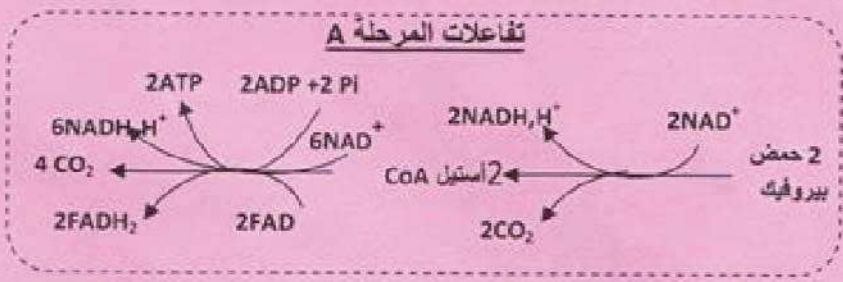 تفاعلات المرحلة A
2 حمض
بيروفيك
2NAD⁺
2NADH,H⁺
2CO₂
2أستيل CoA
6NAD⁺
2ADP +2 Pi
2ATP
6NADH,H⁺
4 CO₂
2FAD
2FADH₂